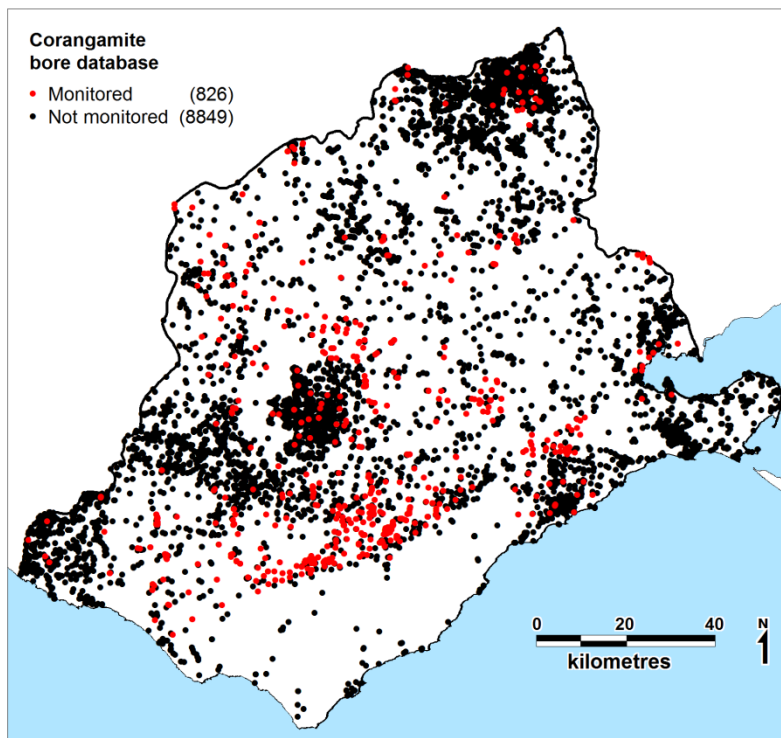 Corangamite
bore database
Monitored (826)
Not monitored (8849)
0 20 40
N
kilometres